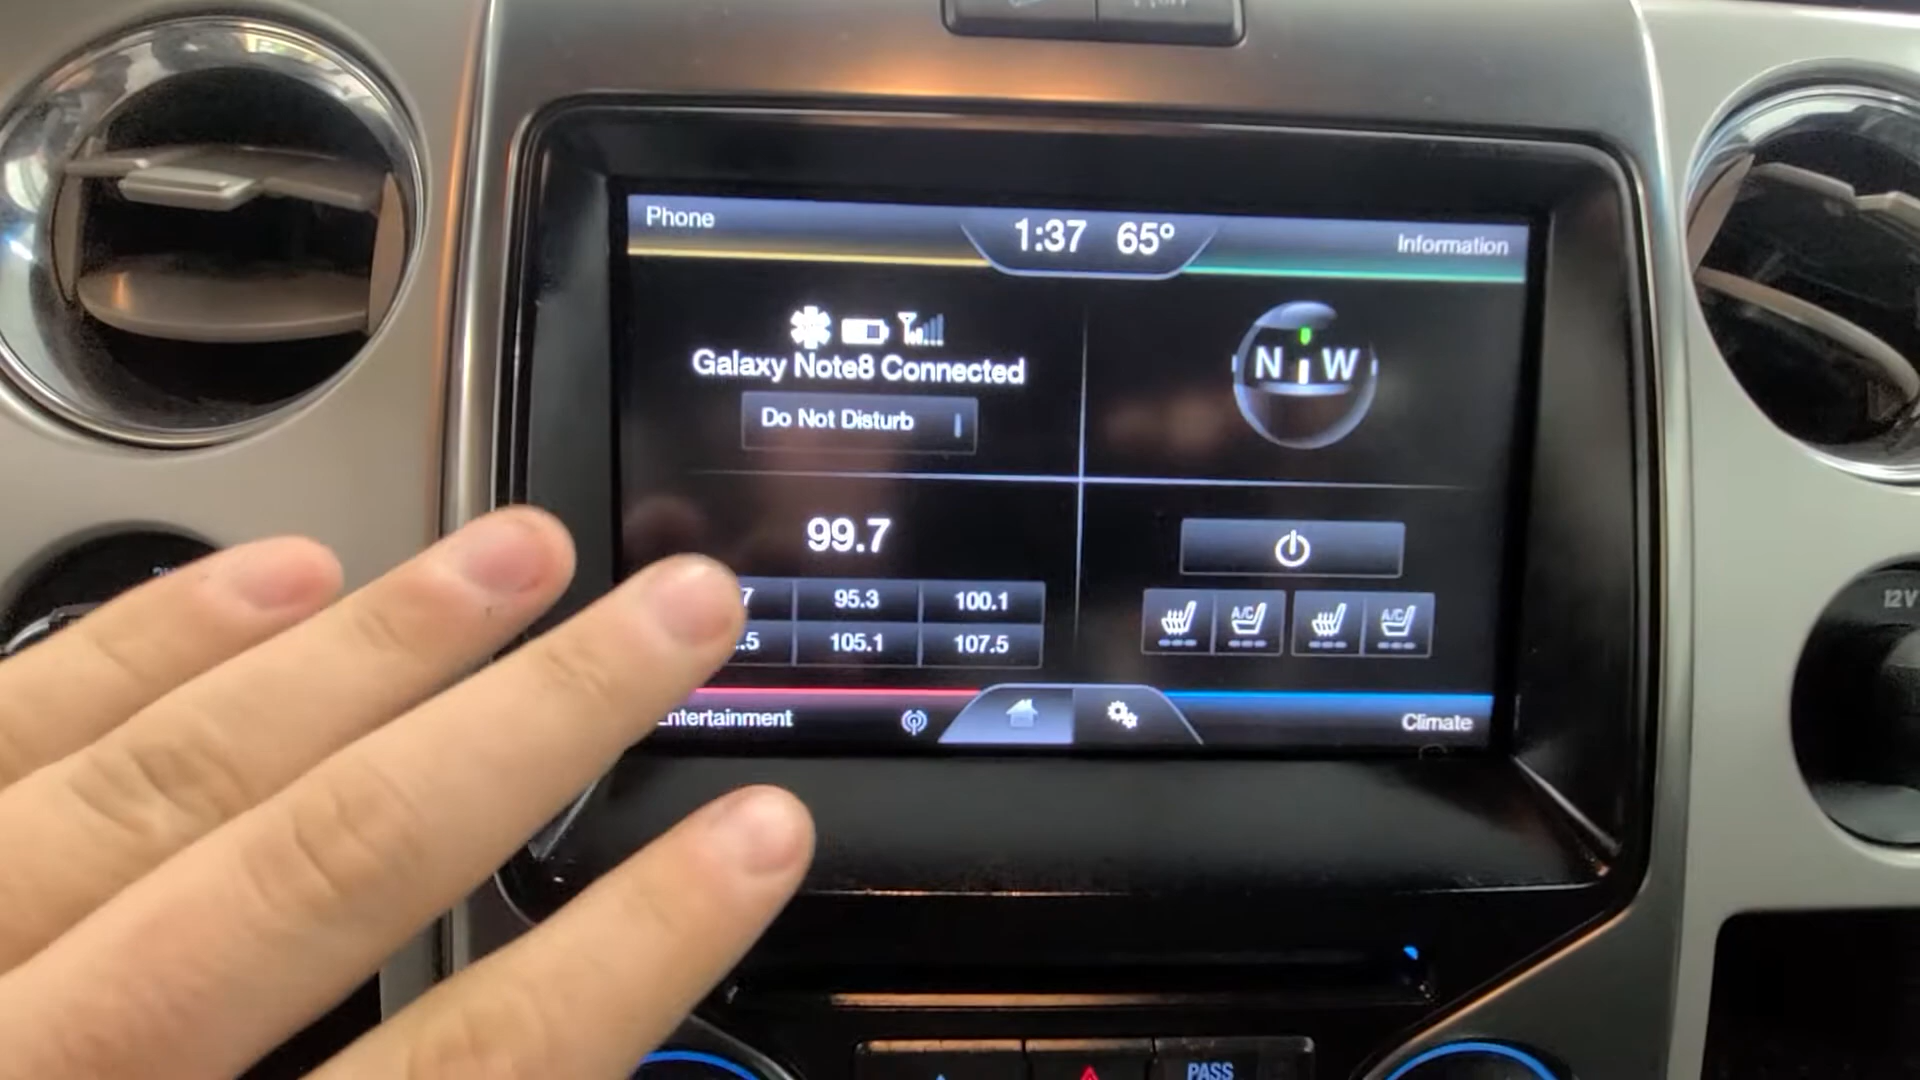 Phone
1:37 65°
Information
Galaxy Note8 Connected
N W
Do Not Disturb
99.7
95.3 100.1
.5 105.1 107.5
A/C A/C
Entertainment
Climate
12V
PASS